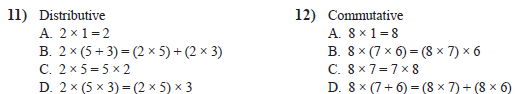 11) Distributive
A. 2 × 1 = 2
B. 2 × (5 + 3) = (2 × 5) + (2 × 3)
C. 2 × 5 = 5 × 2
D. 2 × (5 × 3) = (2 × 5) × 3
12) Commutative
A. 8 × 1 = 8
B. 8 × (7 × 6) = (8 × 7) × 6
C. 8 × 7 = 7 × 8
D. 8 × (7 + 6) = (8 × 7) + (8 × 6)